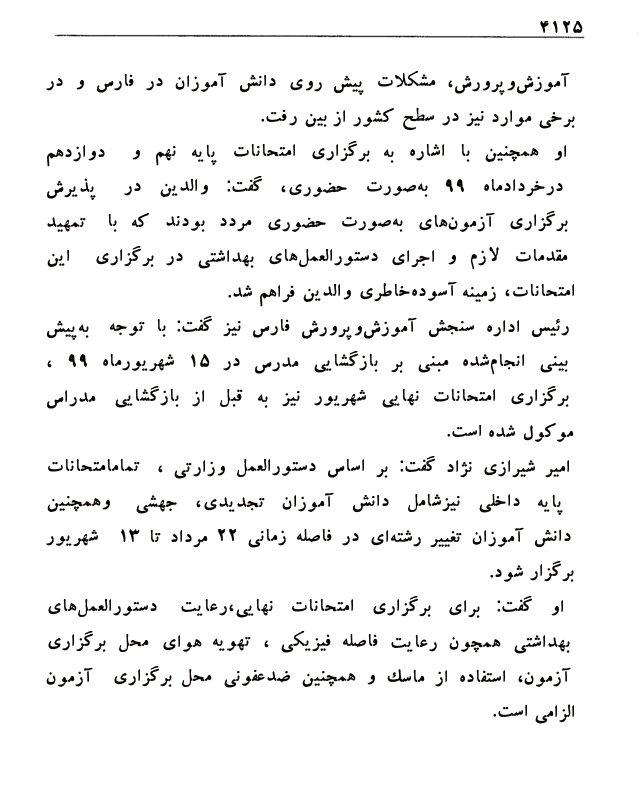 ۴۱۲۵
آموزش‌وپرورش، مشکلات پیش روی دانش آموزان در فارس و در
برخی موارد نیز در سطح کشور از بین رفت.
او همچنین با اشاره به برگزاری امتحانات پایه نهم و دوازدهم
درخردادماه ۹۹ به‌صورت حضوری، گفت: والدین در پذیرش
برگزاری آزمون‌های به‌صورت حضوری مردد بودند که با تمهید
مقدمات لازم و اجرای دستورالعمل‌های بهداشتی در برگزاری این
امتحانات، زمینه آسوده‌خاطری والدین فراهم شد.
رئیس اداره سنجش آموزش‌وپرورش فارس نیز گفت: با توجه به‌پیش
بینی انجام‌شده مبنی بر بازگشایی مدرس در ۱۵ شهریورماه ۹۹ ،
برگزاری امتحانات نهایی شهریور نیز به قبل از بازگشایی مدراس
موکول شده است.
امیر شیرازی نژاد گفت: بر اساس دستورالعمل وزارتی ، تمامامتحانات
پایه داخلی نیزشامل دانش آموزان تجدیدی، جهشی وهمچنین
دانش آموزان تغییر رشته‌ای در فاصله زمانی ۲۲ مرداد تا ۱۳ شهریور
برگزار شود.
او گفت: برای برگزاری امتحانات نهایی،رعایت دستورالعمل‌های
بهداشتی همچون رعایت فاصله فیزیکی ، تهویه هوای محل برگزاری
آزمون، استفاده از ماسك و همچنین ضدعفونی محل برگزاری آزمون
الزامی است.